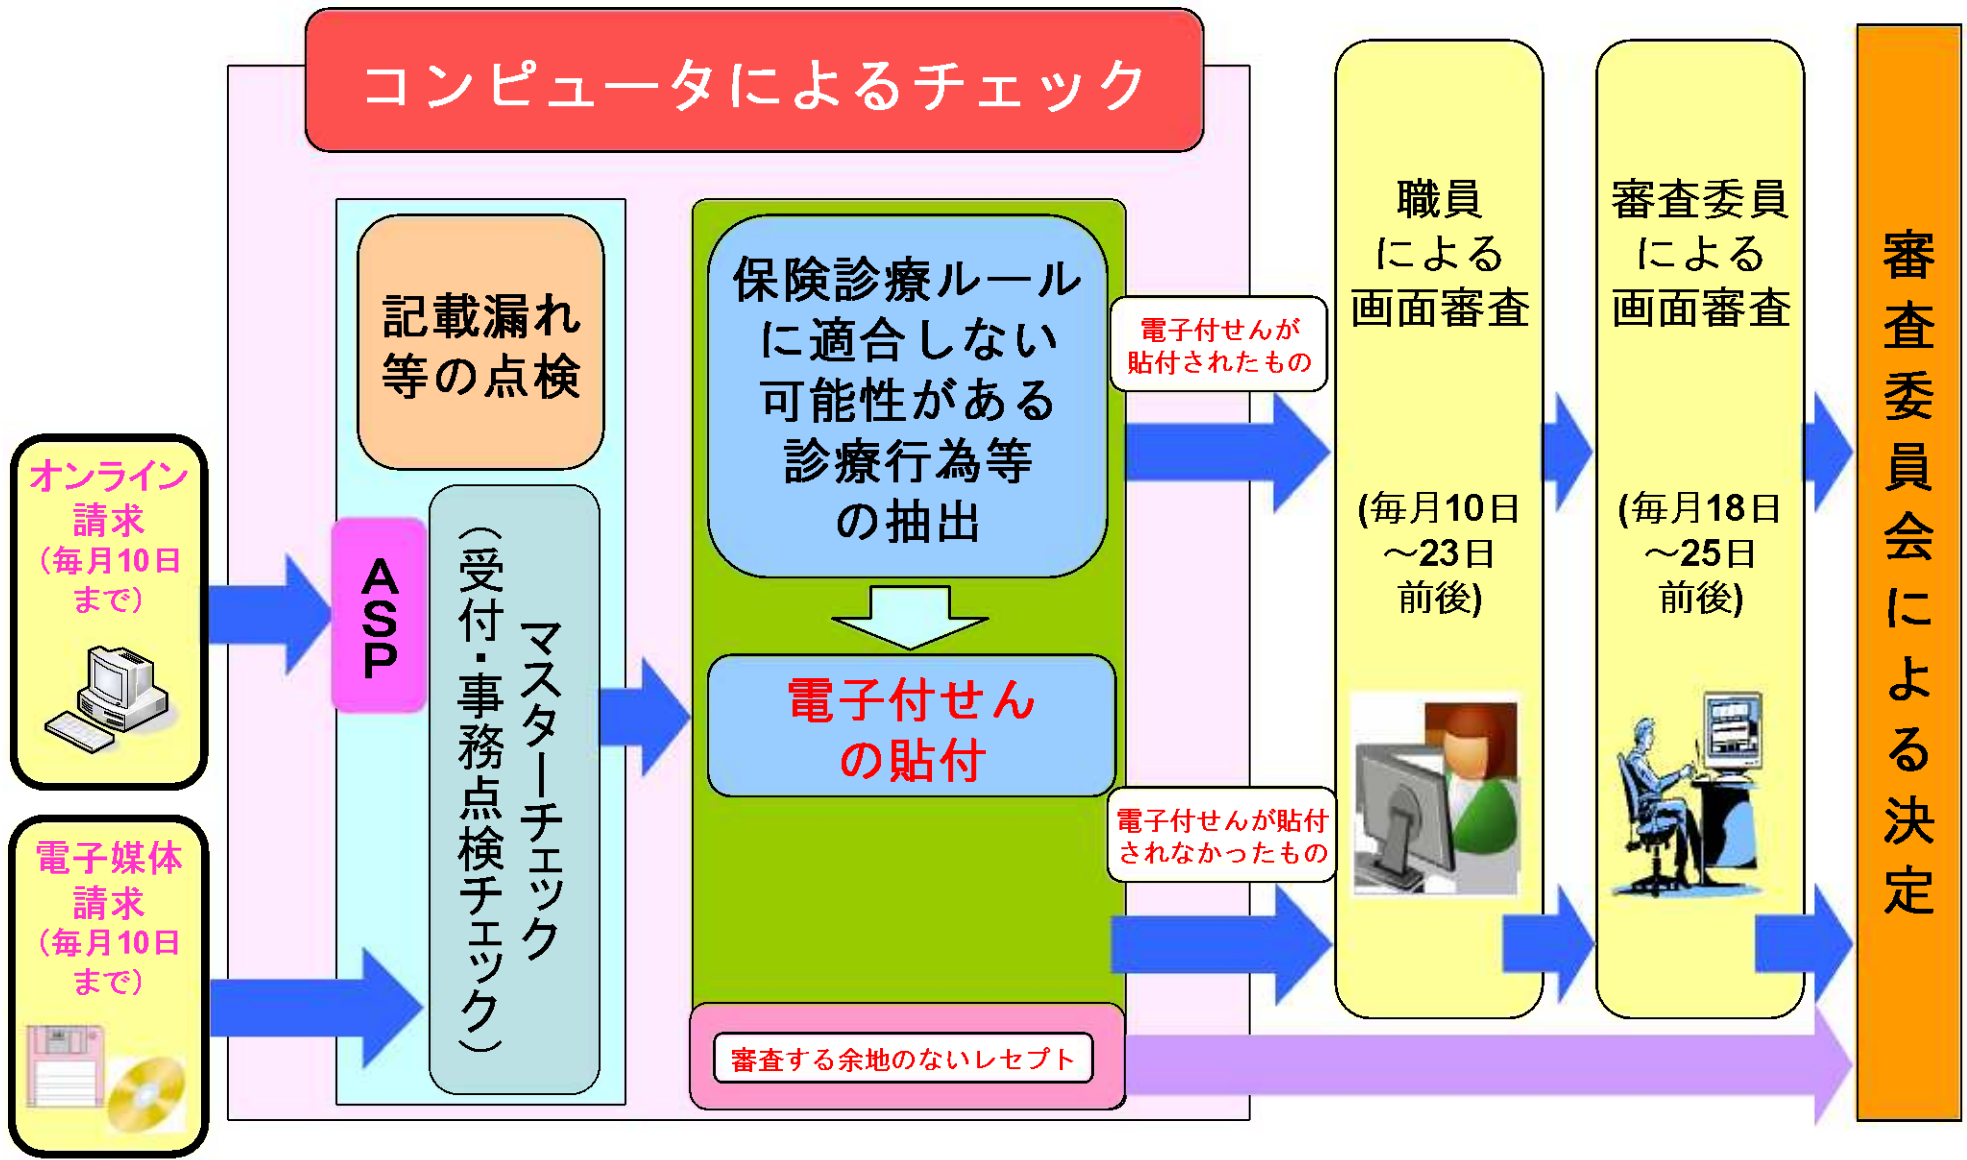 コンピュータによるチェック
オンライン
請求
（毎月10日
まで）
電子媒体
請求
（毎月10日
まで）
記載漏れ
等の点検
ASP
マスターチェック
（受付・事務点検チェック）
保険診療ルール
に適合しない
可能性がある
診療行為等
の抽出
電子付せん
の貼付
電子付せんが
貼付されたもの
電子付せんが貼付
されなかったもの
審査する余地のないレセプト
職員
による
画面審査
(毎月10日
～23日
前後)
審査委員
による
画面審査
(毎月18日
～25日
前後)
審査委員会による決定